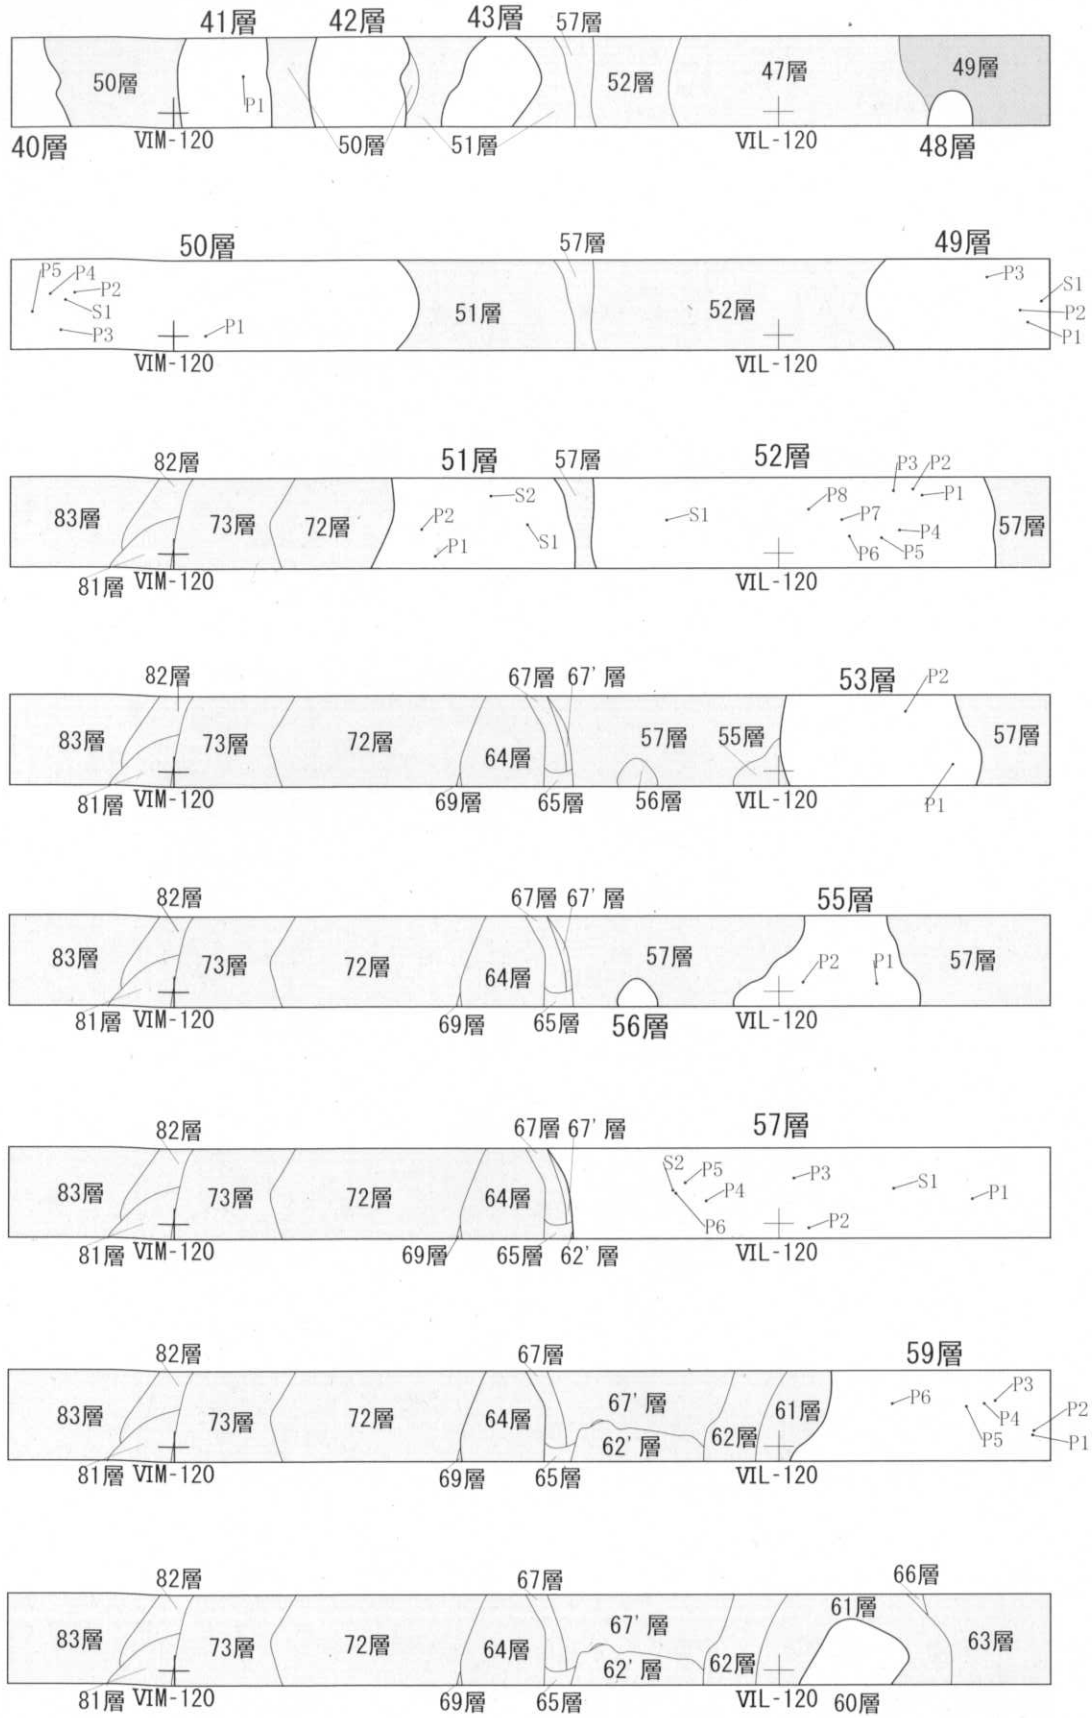 41層 42層 43層 57層
50層 P1 52層 47層 49層
40層 ⅥM-120 50層 51層 ⅥL-120 48層
50層 57層 49層
P5 P4 P2 S1 P3 P1 51層 52層 P3 S1 P2 P1
ⅥM-120 ⅥL-120
82層 51層 57層 52層
83層 73層 72層 S2 P2 P1 S1 S1 P8 P7 P6 P5 P4 P3 P2 P1 57層
81層 ⅥM-120 ⅥL-120
82層 67層 67'層 53層 P2
83層 73層 72層 64層 57層 55層 57層
81層 ⅥM-120 69層 65層 56層 ⅥL-120 P1
82層 67層 67'層 55層
83層 73層 72層 64層 57層 P2 P1 57層
81層 ⅥM-120 69層 65層 56層 ⅥL-120
82層 67層 67'層 57層
83層 73層 72層 64層 S2 P5 P4 P6 P3 P2 S1 P1
81層 ⅥM-120 69層 65層 62'層 ⅥL-120
82層 67層 59層
83層 73層 72層 64層 67'層 62'層 62層 61層 P6 P5 P4 P3 P2 P1
81層 ⅥM-120 69層 65層 ⅥL-120
82層 67層 66層
83層 73層 72層 64層 67'層 62'層 62層 61層 63層
81層 ⅥM-120 69層 65層 ⅥL-120 60層